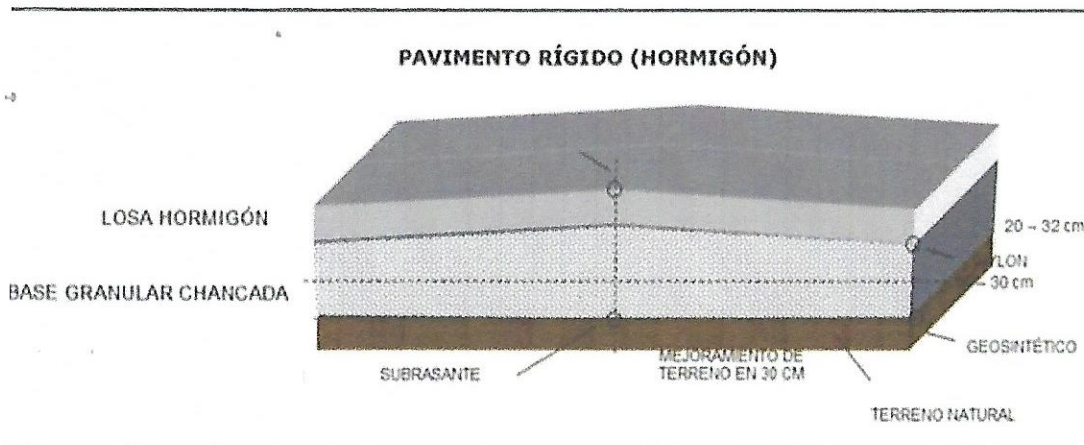 PAVIMENTO RÍGIDO (HORMIGÓN)
LOSA HORMIGÓN
20 – 32 cm
YLON
BASE GRANULAR CHANCADA
30 cm
GEOSINTÉTICO
SUBRASANTE
MEJORAMIENTO DE
TERRENO EN 30 CM
TERRENO NATURAL